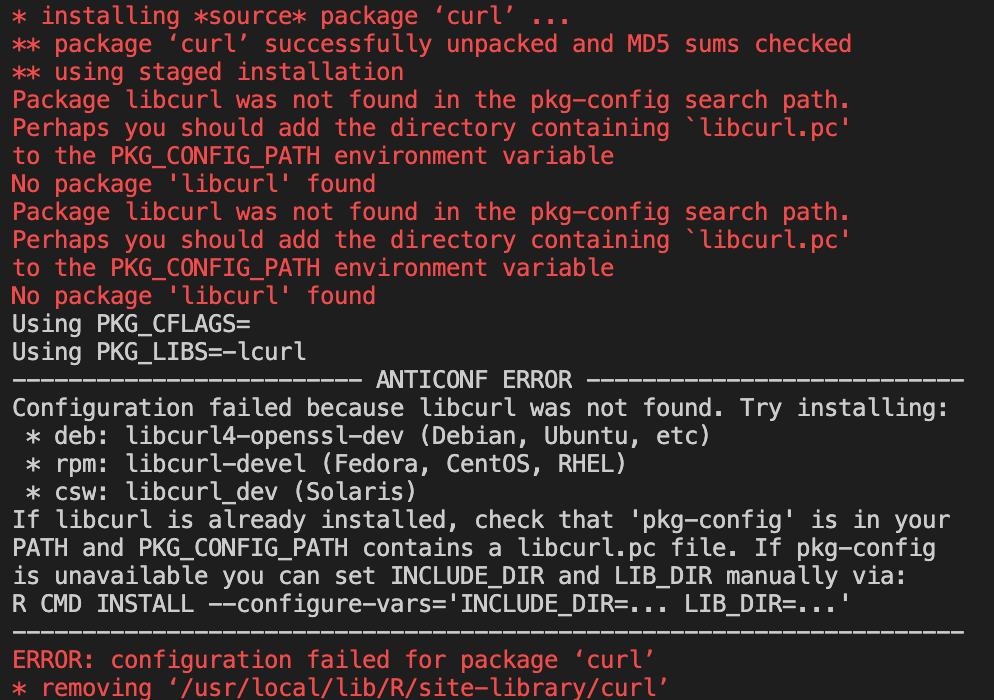 * installing *source* package ‘curl’ ...
** package ‘curl’ successfully unpacked and MD5 sums checked
** using staged installation
Package libcurl was not found in the pkg-config search path.
Perhaps you should add the directory containing `libcurl.pc'
to the PKG_CONFIG_PATH environment variable
No package 'libcurl' found
Package libcurl was not found in the pkg-config search path.
Perhaps you should add the directory containing `libcurl.pc'
to the PKG_CONFIG_PATH environment variable
No package 'libcurl' found
Using PKG_CFLAGS=
Using PKG_LIBS=-lcurl
------------------------- ANTICONF ERROR ---------------------------
Configuration failed because libcurl was not found. Try installing:
 * deb: libcurl4-openssl-dev (Debian, Ubuntu, etc)
 * rpm: libcurl-devel (Fedora, CentOS, RHEL)
 * csw: libcurl_dev (Solaris)
If libcurl is already installed, check that 'pkg-config' is in your
PATH and PKG_CONFIG_PATH contains a libcurl.pc file. If pkg-config
is unavailable you can set INCLUDE_DIR and LIB_DIR manually via:
R CMD INSTALL --configure-vars='INCLUDE_DIR=... LIB_DIR=...'
--------------------------------------------------------------------
ERROR: configuration failed for package ‘curl’
* removing ‘/usr/local/lib/R/site-library/curl’